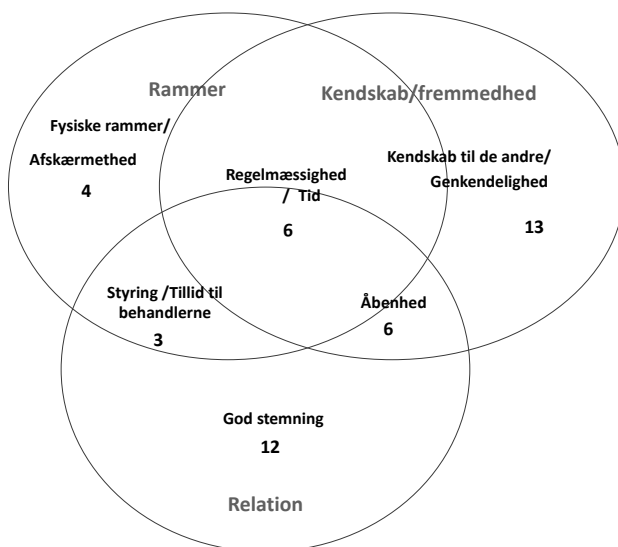 Rammer
Kendskab/fremmedhed
Fysiske rammer/
Afskærmethed
4
Kendskab til de andre/
Genkendelighed
13
Regelmæssighed
/ Tid
6
Styring /Tillid til
behandlerne
3
Åbenhed
6
God stemning
12
Relation